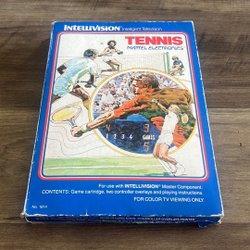 INTELLIVISION Intelligent Television
TENNIS
MATTEL ELECTRONICS
GAMES
For use with INTELLIVISION Master Component.
CONTENTS: Game cartridge, two controller overlays and playing instructions
FOR COLOR TV VIEWING ONLY